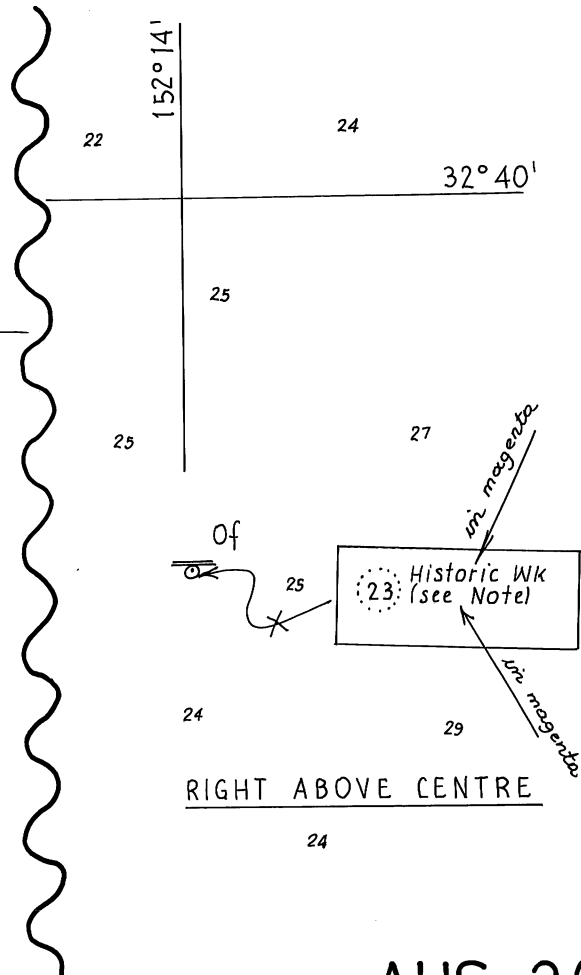 152°14'
22
24
32°40'
25
25
27
in magenta
Of
25
23 Historic Wk
(see Note)
in magenta
24
29
RIGHT ABOVE CENTRE
24